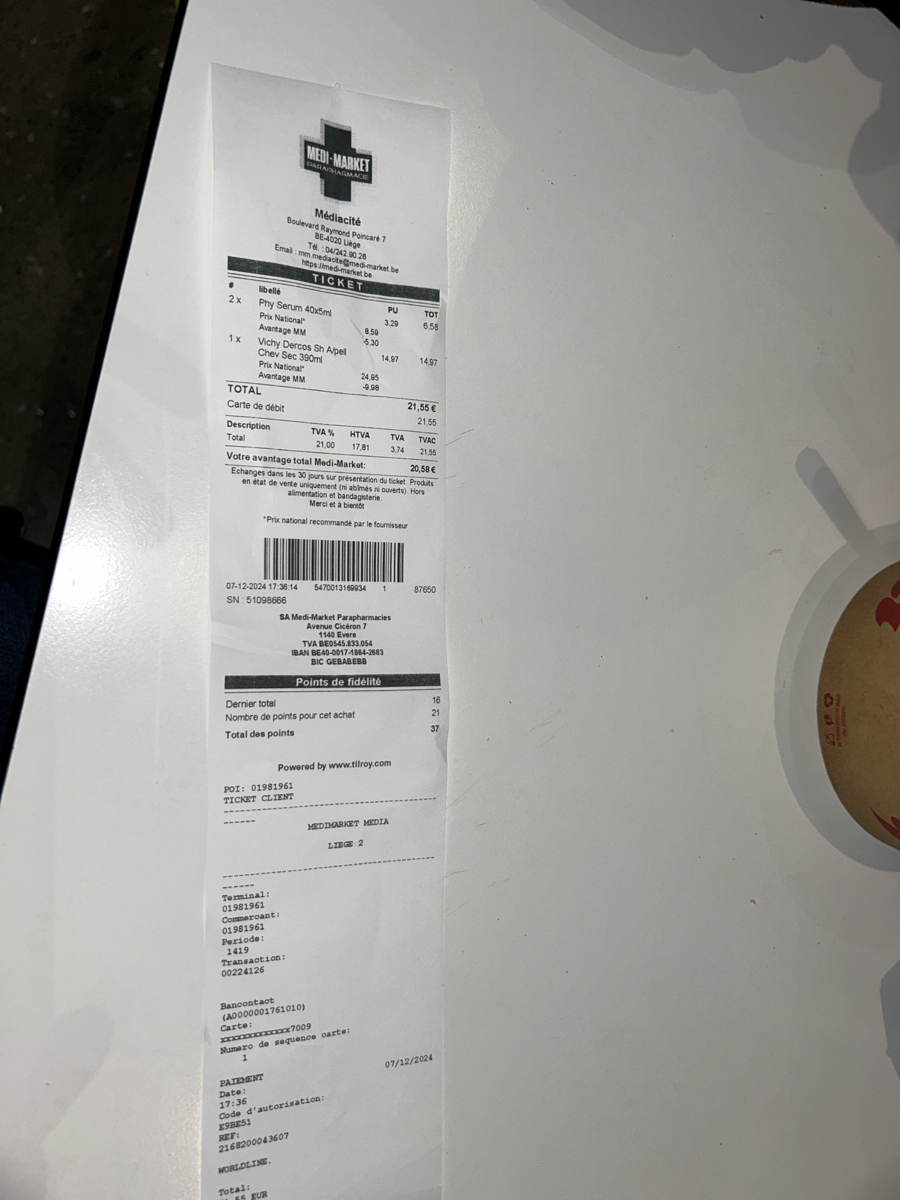 MEDI-MARKET
PARAPHARMACIE
Médiacité
Boulevard Raymond Poincaré 7
BE-4020 Liège
Tél. : 04/242.90.26
Email : mm.mediacite@medi-market.be
https://medi-market.be
TICKET
# libellé PU TOT
2 x Phy Serum 40x5ml 3,29 6,58
Prix National* 8,59
Avantage MM -5,30
1 x Vichy Dercos Sh A/pell 14,97 14,97
Chev Sec 390ml
Prix National* 24,95
Avantage MM -9,98
TOTAL 21,55 €
Carte de débit 21,55
Description TVA % HTVA TVA TVAC
Total 21,00 17,81 3,74 21,55
Votre avantage total Medi-Market: 20,58 €
Echanges dans les 30 jours sur présentation du ticket. Produits
en état de vente uniquement (ni abîmés ni ouverts). Hors
alimentation et bandagisterie.
Merci et à bientôt
*Prix national recommandé par le fournisseur
07-12-2024 17:36:14 5470013169934 1 87650
SN : 51098666
SA Medi-Market Parapharmacies
Avenue Cicéron 7
1140 Evere
TVA BE0545.833.054
IBAN BE40-0017-1864-2663
BIC GEBABEBB
Points de fidélité
Dernier total 16
Nombre de points pour cet achat 21
Total des points 37
Powered by www.tilroy.com
POI: 01981961
TICKET CLIENT
MEDIMARKET MEDIA
LIEGE 2
Terminal:
01981961
Commercant:
01981961
Periode:
1419
Transaction:
00224126
Bancontact
(A0000001761010)
Carte:
xxxxxxxxxxxxx7009
Numero de sequence carte:
1
PAIEMENT 07/12/2024
Date:
17:36
Code d'autorisation:
E9BE51
REF:
2168200043607
WORLDLINE.
Total:
EUR